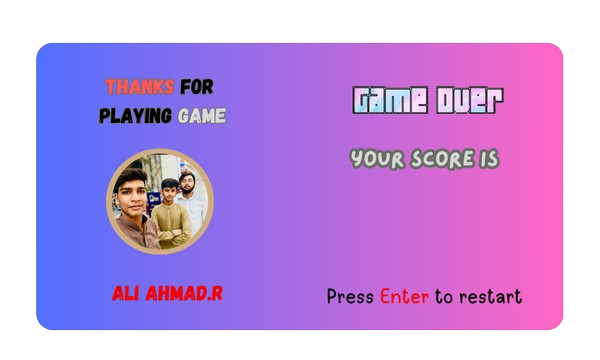 THANKS FOR
PLAYING GAME
ALI AHMAD.R
Game Over
YOUR SCORE IS
Press Enter to restart